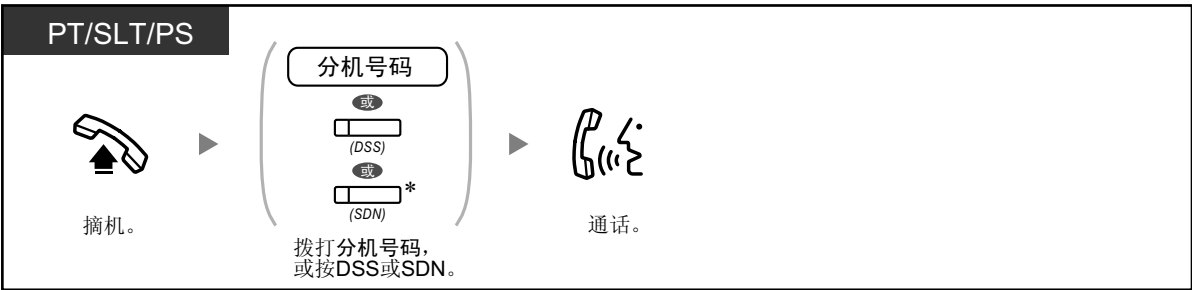 PT/SLT/PS
分机号码
或
(DSS)
或
*
(SDN)
摘机。
拨打分机号码，
或按DSS或SDN。
通话。